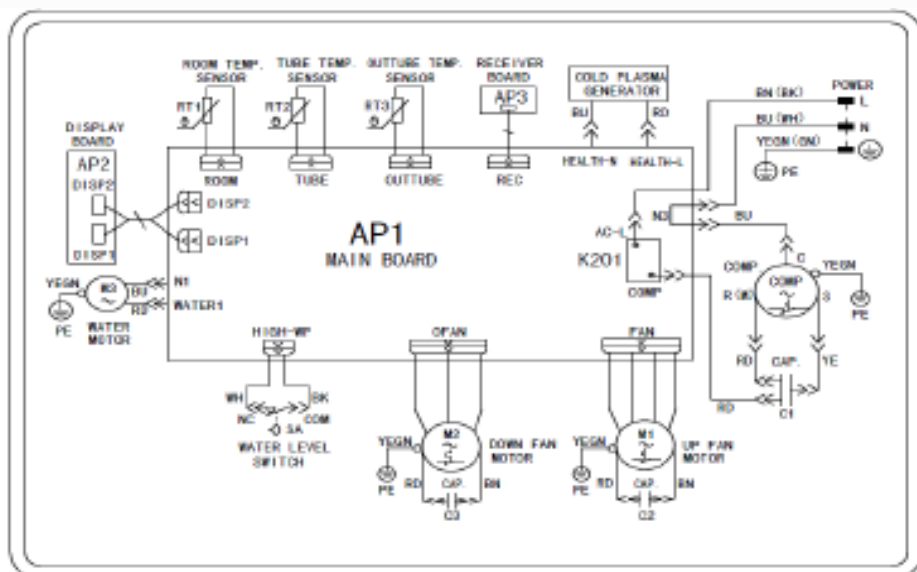 ROOM TEMP. SENSOR
TUBE TEMP. SENSOR
OUTTUBE TEMP. SENSOR
RECEIVER BOARD
COLD PLASMA GENERATOR
POWER
RT1
RT2
RT3
AP3
BU
RD
BN(BK)
L
BU(WH)
N
YEGN(GN)
PE
DISPLAY BOARD
AP2
DISP2
DISP1
ROOM
TUBE
OUTTUBE
REC
HEALTH-N
HEALTH-L
DISP2
DISP1
AP1
MAIN BOARD
AC-L
K201
COMP
N3
BU
C
COMP
COMP
YEGN
R(M)
S
PE
YEGN
M3
BU
N1
RD
WATER1
PE
WATER MOTOR
HIGH-WP
OFAN
FAN
RD
CAP.
YE
RD
C1
WH
BK
NC
COM
SA
WATER LEVEL SWITCH
YEGN
M2
DOWN FAN MOTOR
PE
RD
CAP.
BN
C3
YEGN
M1
UP FAN MOTOR
PE
RD
CAP.
BN
C2